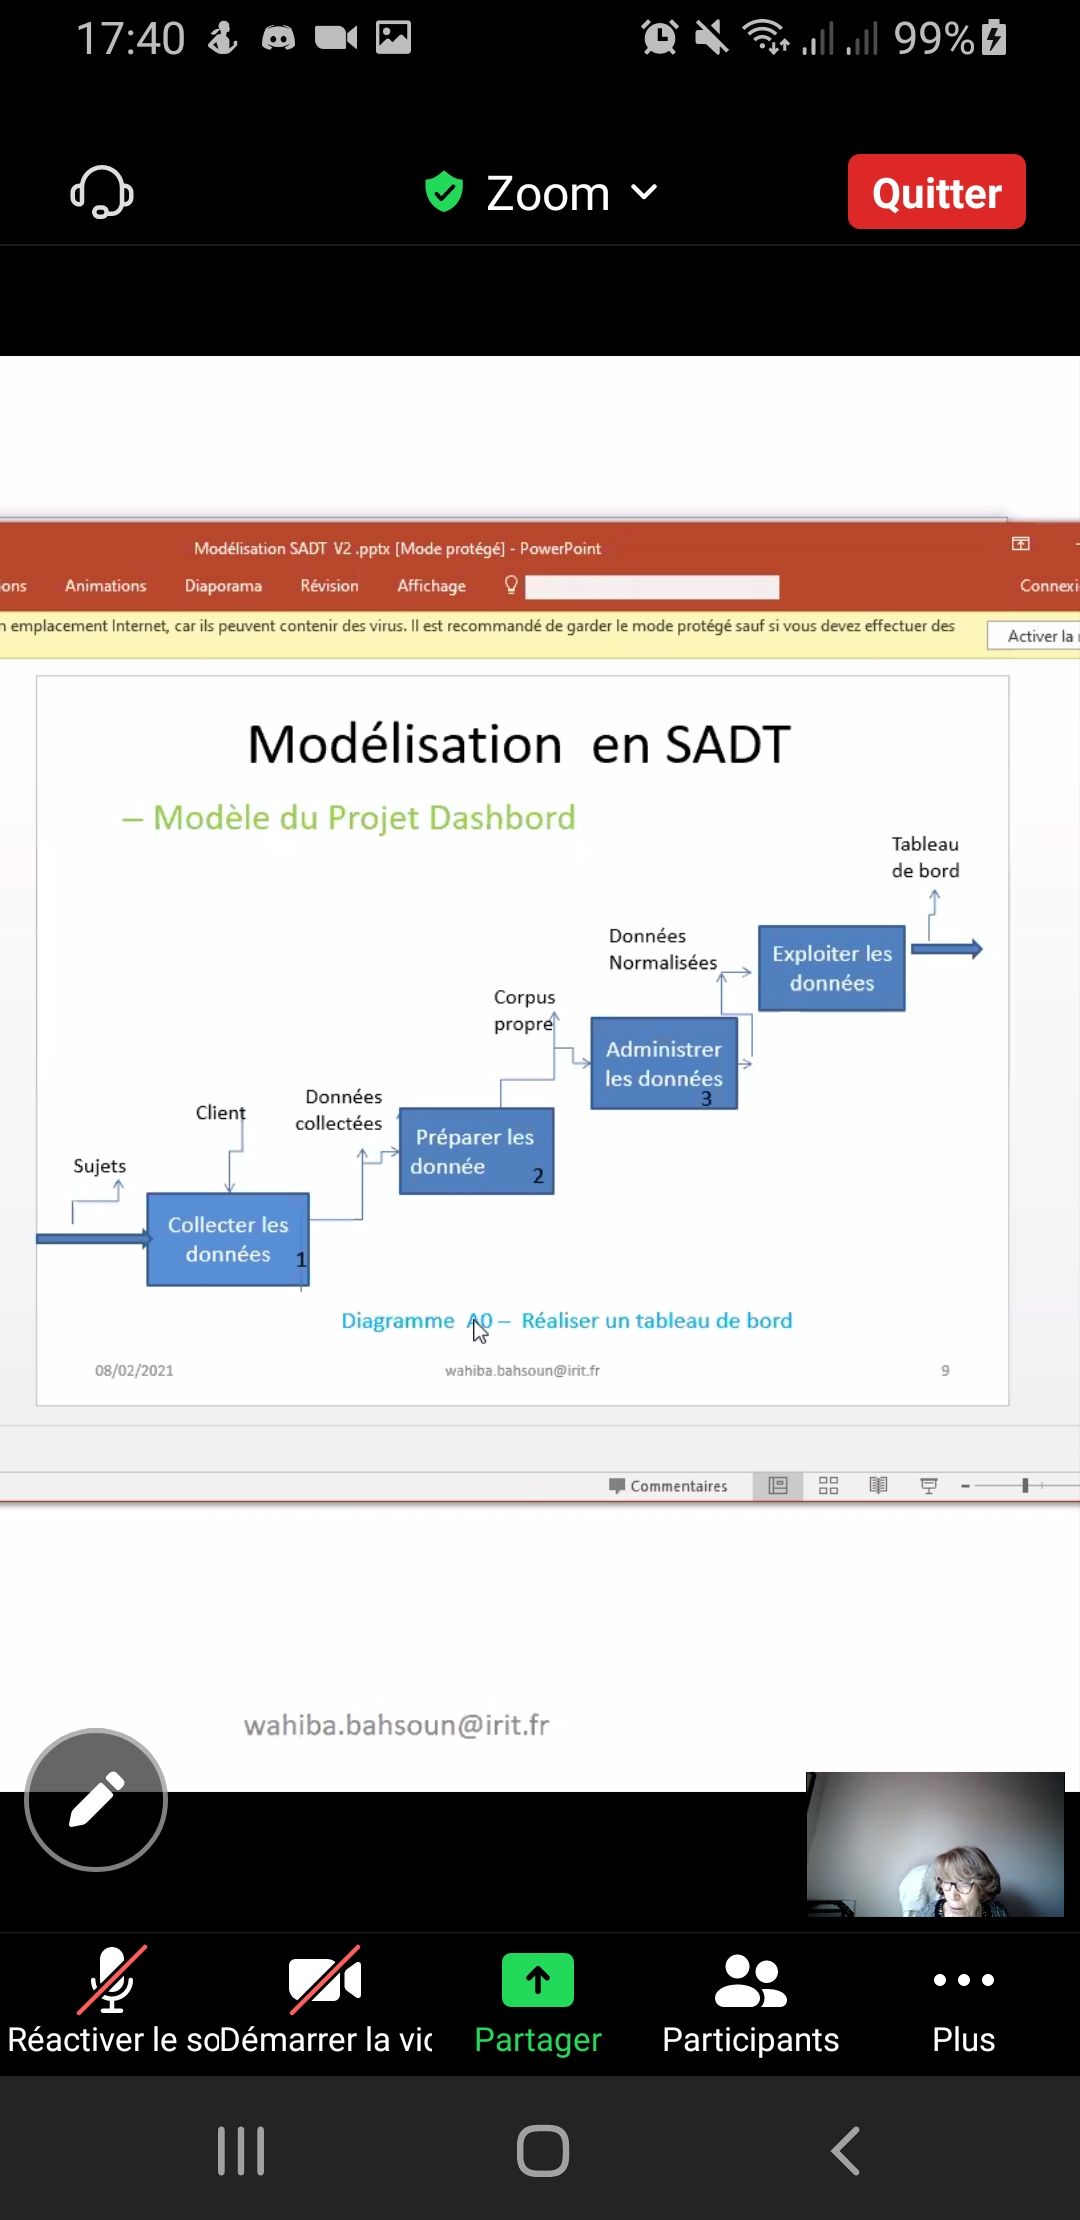 17:40
99%
Zoom
Quitter
Modélisation SADT V2 .pptx [Mode protégé] - PowerPoint
ons Animations Diaporama Révision Affichage Connexi
n emplacement Internet, car ils peuvent contenir des virus. Il est recommandé de garder le mode protégé sauf si vous devez effectuer des
Activer la
Modélisation en SADT
– Modèle du Projet Dashbord
Tableau
de bord
Données
Normalisées
Exploiter les
données
Corpus
propre
Administrer
les données
3
Données
collectées
Client
Préparer les
donnée
2
Sujets
Collecter les
données
1
Diagramme A0 – Réaliser un tableau de bord
08/02/2021
wahiba.bahsoun@irit.fr
9
Commentaires
wahiba.bahsoun@irit.fr
Réactiver le so
Démarrer la vi
Partager
Participants
Plus